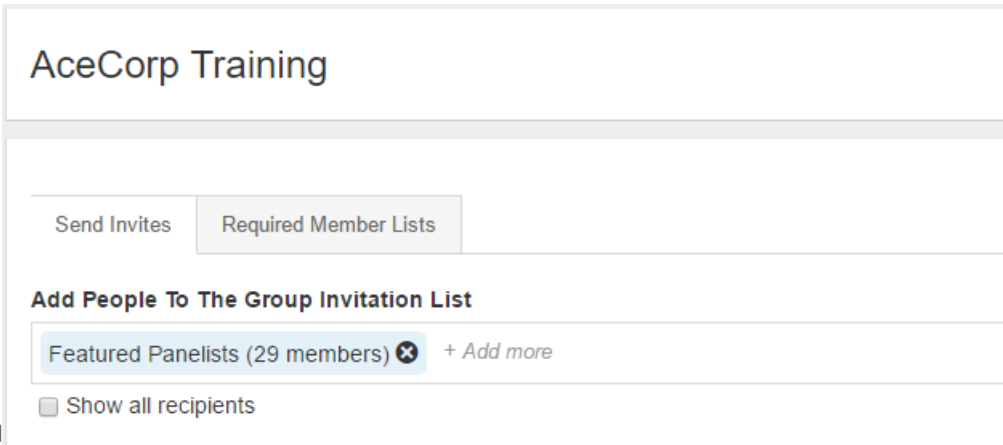 AceCorp Training
Send Invites
Required Member Lists
Add People To The Group Invitation List
Featured Panelists (29 members) + Add more
Show all recipients